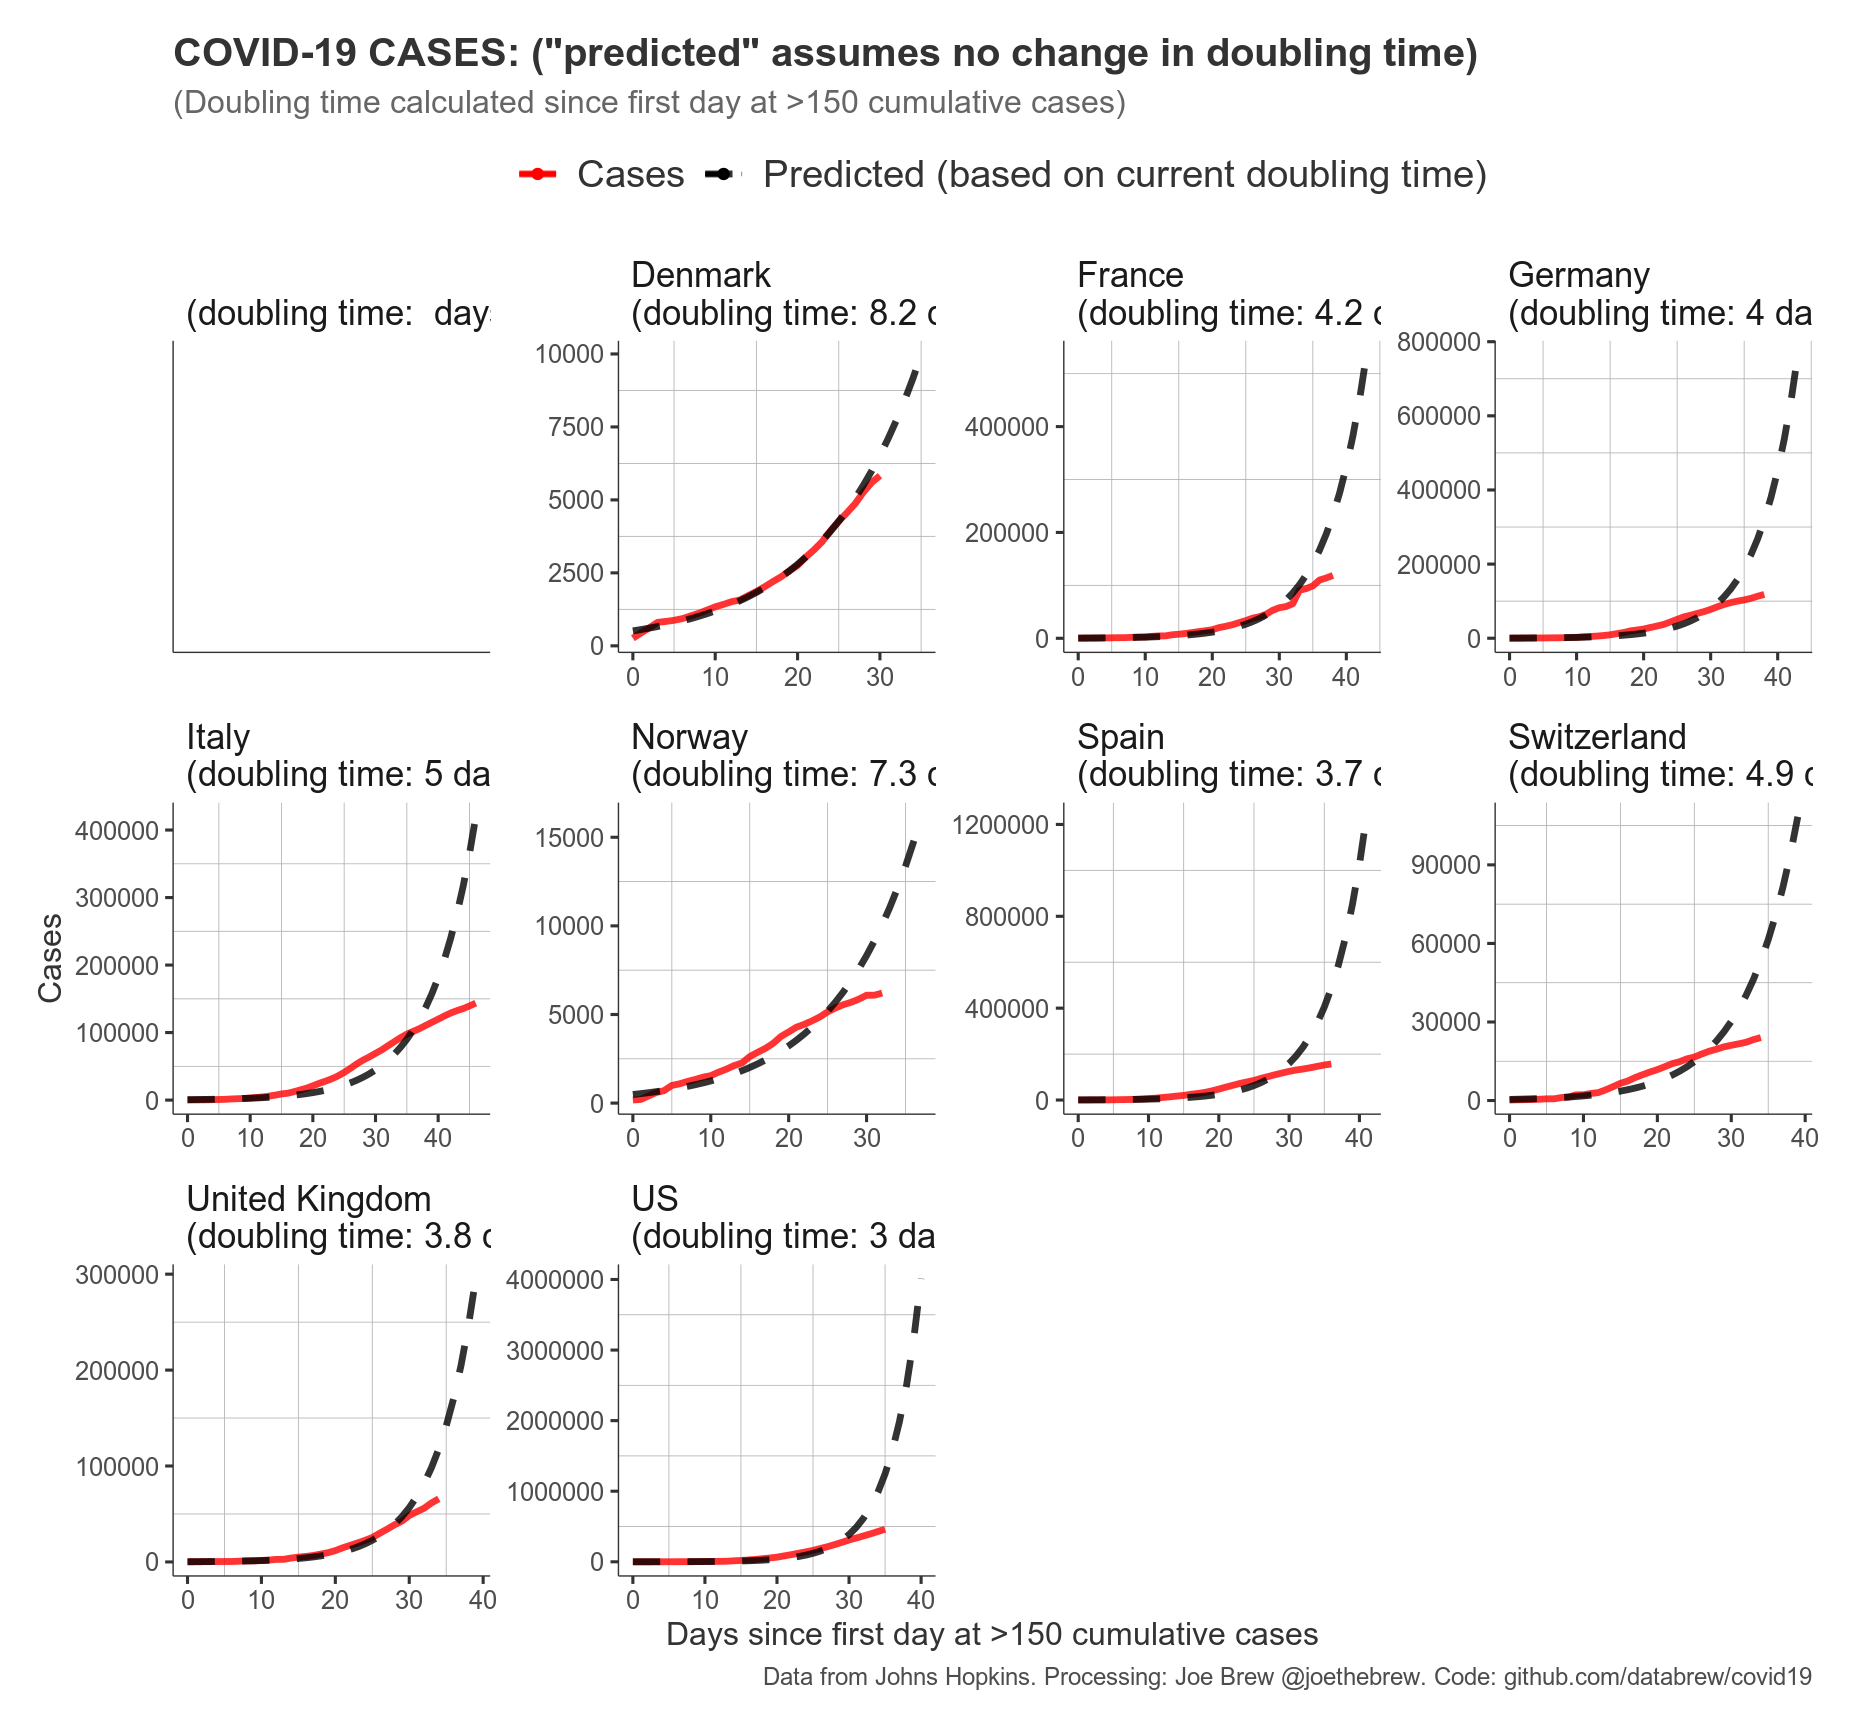 COVID-19 CASES: ("predicted" assumes no change in doubling time)
(Doubling time calculated since first day at >150 cumulative cases)
Cases
Predicted (based on current doubling time)
(doubling time:  days
Denmark
(doubling time: 8.2
10000
7500
5000
2500
0
0 10 20 30
France
(doubling time: 4.2
400000
200000
0
0 10 20 30 40
Germany
(doubling time: 4 da
800000
600000
400000
200000
0
0 10 20 30 40
Cases
Italy
(doubling time: 5 da
400000
300000
200000
100000
0
0 10 20 30 40
Norway
(doubling time: 7.3
15000
10000
5000
0
0 10 20 30
Spain
(doubling time: 3.7
1200000
800000
400000
0
0 10 20 30 40
Switzerland
(doubling time: 4.9
90000
60000
30000
0
0 10 20 30 40
United Kingdom
(doubling time: 3.8
300000
200000
100000
0
0 10 20 30 40
US
(doubling time: 3 da
4000000
3000000
2000000
1000000
0
0 10 20 30 40
Days since first day at >150 cumulative cases
Data from Johns Hopkins. Processing: Joe Brew @joethebrew. Code: github.com/databrew/covid19